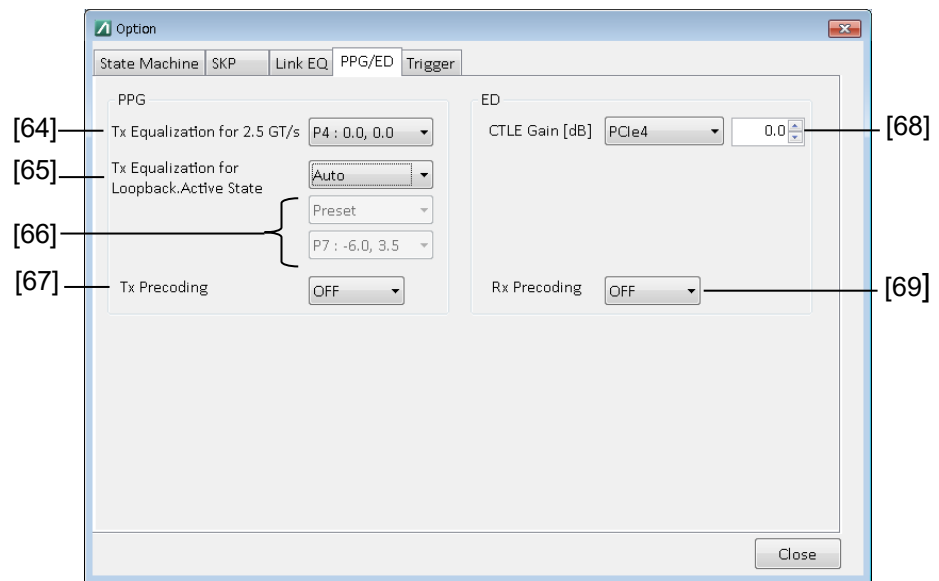 Option
State Machine SKP Link EQ PPG/ED Trigger
PPG
[64] Tx Equalization for 2.5 GT/s P4 : 0.0, 0.0
[65] Tx Equalization for
Loopback.Active State
Auto
[66] Preset
P7 : -6.0, 3.5
[67] Tx Precoding OFF
ED
CTLE Gain [dB] PCIe4 0.0 [68]
Rx Precoding OFF [69]
Close